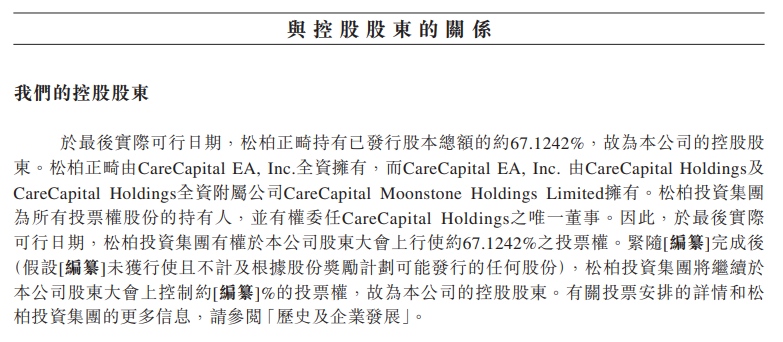 與控股股東的關係
我們的控股股東
於最後實際可行日期，松柏正畸持有已發行股本總額的約67.1242%，故為本公司的控股股
東。松柏正畸由CareCapital EA, Inc.全資擁有，而CareCapital EA, Inc. 由CareCapital Holdings及
CareCapital Holdings全資附屬公司CareCapital Moonstone Holdings Limited擁有。松柏投資集團
為所有投票權股份的持有人，並有權委任CareCapital Holdings之唯一董事。因此，於最後實際
可行日期，松柏投資集團有權於本公司股東大會上行使約67.1242%之投票權。緊隨[編纂]完成後
（假設[編纂]未獲行使且不計及根據股份獎勵計劃可能發行的任何股份），松柏投資集團將繼續於
本公司股東大會上控制約[編纂]%的投票權，故為本公司的控股股東。有關投票安排的詳情和松
柏投資集團的更多信息，請參閱「歷史及企業發展」。